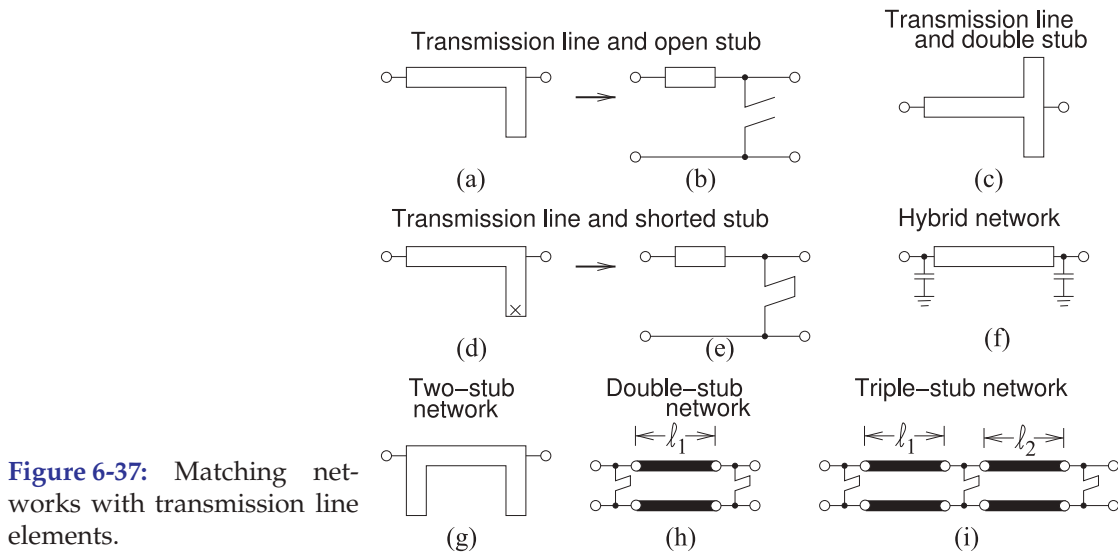 Transmission line and open stub
(a)
(b)
Transmission line
and double stub
(c)
Transmission line and shorted stub
(d)
(e)
Hybrid network
(f)
Two–stub
network
(g)
Double–stub
network
ℓ1
(h)
Triple–stub network
ℓ1
ℓ2
(i)
Figure 6-37: Matching net-
works with transmission line
elements.